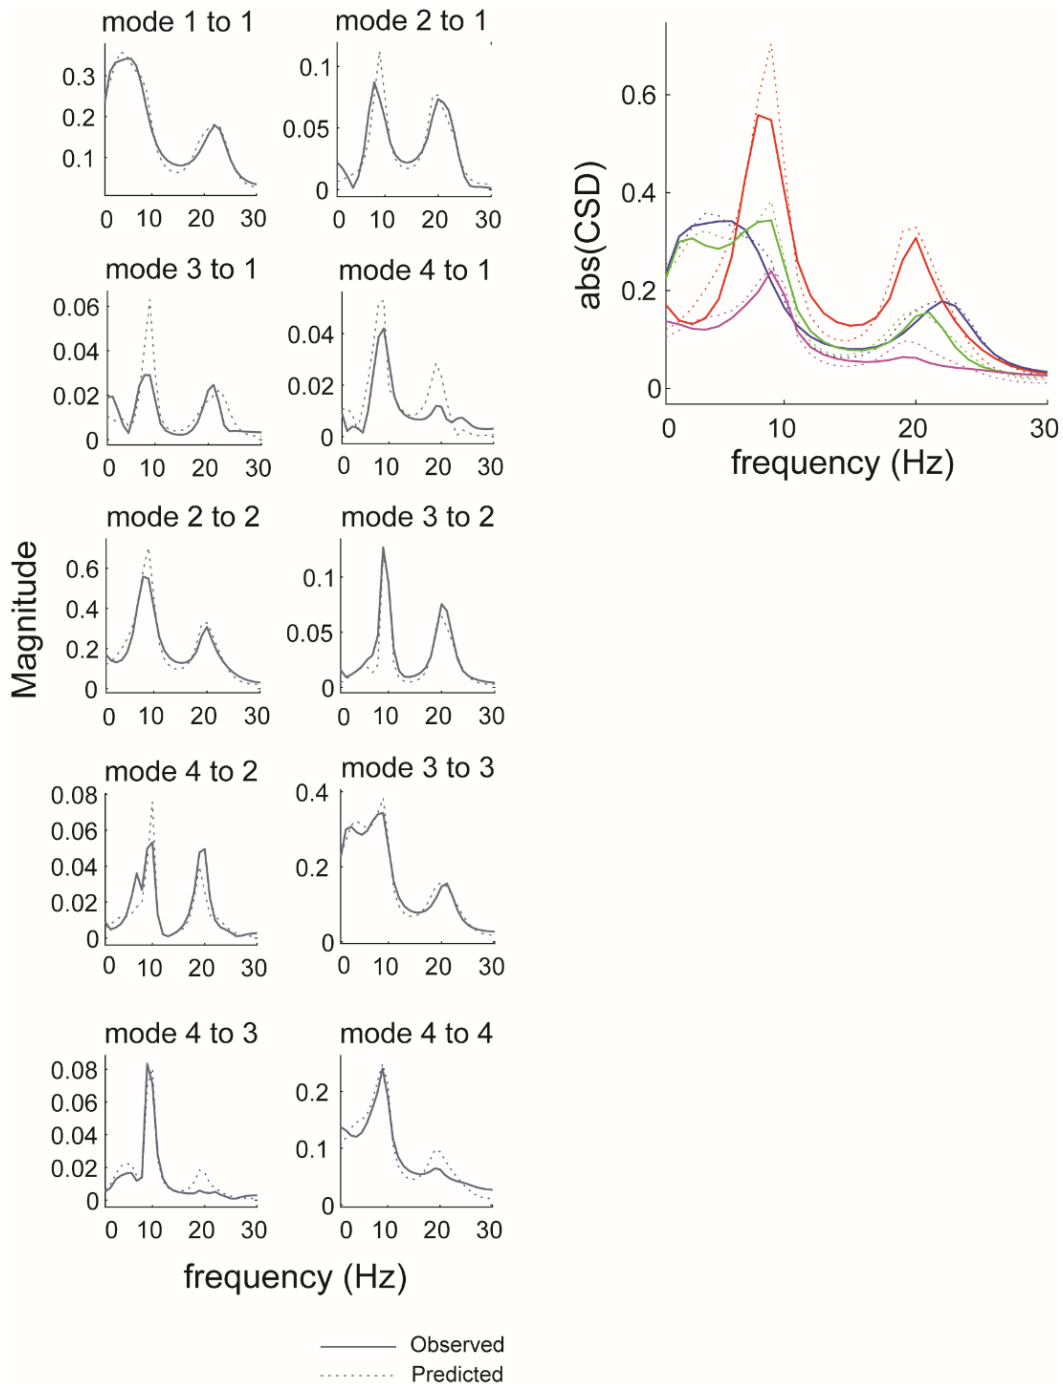 mode 1 to 1
mode 2 to 1
0.3
0.2
0.1
0 10 20 30
0.1
0.05
0
0 10 20 30
mode 3 to 1
mode 4 to 1
0.06
0.04
0.02
0
0 10 20 30
0.04
0.02
0
0 10 20 30
mode 2 to 2
mode 3 to 2
0.6
0.4
0.2
0
0 10 20 30
0.1
0.05
0
0 10 20 30
mode 4 to 2
mode 3 to 3
0.08
0.06
0.04
0.02
0
0 10 20 30
0.4
0.2
0
0 10 20 30
mode 4 to 3
mode 4 to 4
0.08
0.06
0.04
0.02
0
0 10 20 30
0.2
0.1
0
0 10 20 30
Magnitude
frequency (Hz)
Observed
Predicted
abs(CSD)
0.6
0.4
0.2
0
0 10 20 30
frequency (Hz)